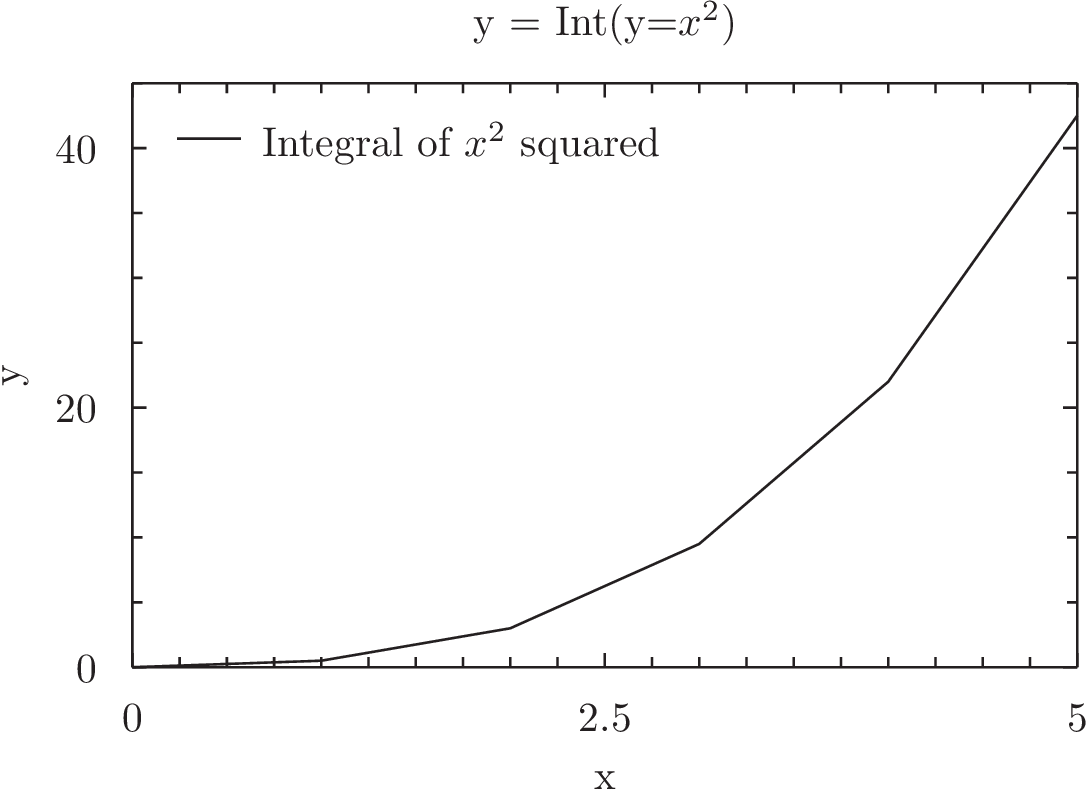 y = Int(y=x²)
Integral of x² squared
40
20
0
y
0 2.5 5
x